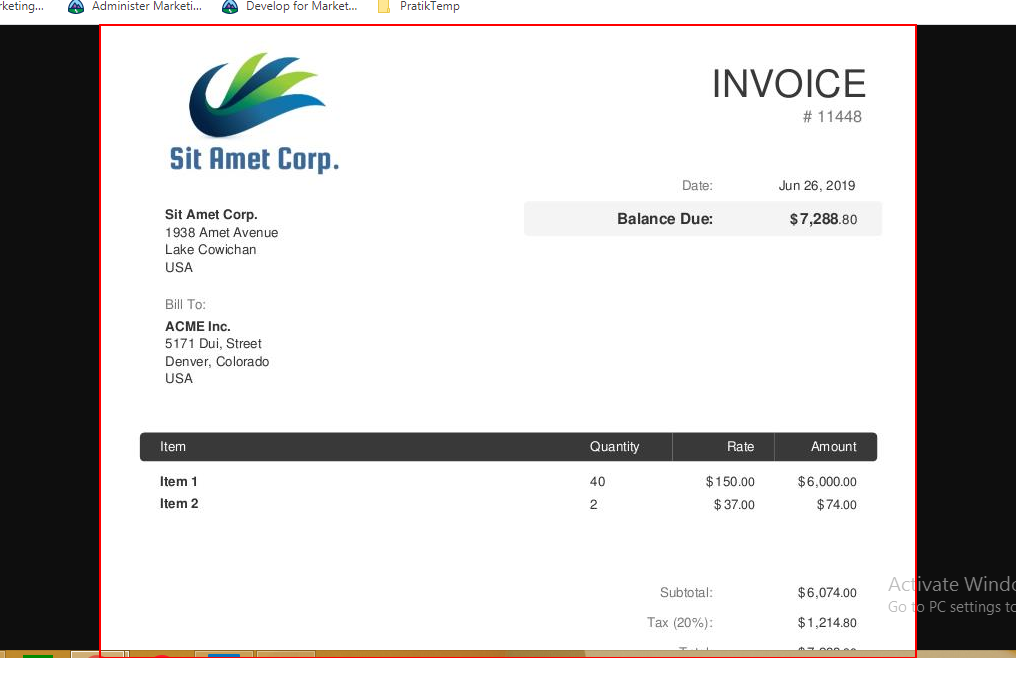 rketing... Administer Marketi... Develop for Market... PratikTemp
Sit Amet Corp.
INVOICE
# 11448
Date: Jun 26, 2019
Balance Due: $7,288.80
Sit Amet Corp.
1938 Amet Avenue
Lake Cowichan
USA
Bill To:
ACME Inc.
5171 Dui, Street
Denver, Colorado
USA
Item Quantity Rate Amount
Item 1 40 $150.00 $6,000.00
Item 2 2 $37.00 $74.00
Subtotal: $6,074.00
Tax (20%): $1,214.80
Activate Windo
Go to PC settings to